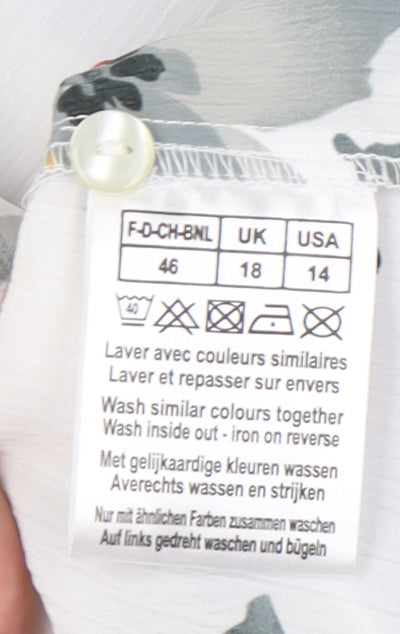 F-D-CH-BNL UK USA
46 18 14
40
Laver avec couleurs similaires
Laver et repasser sur envers
Wash similar colours together
Wash inside out - iron on reverse
Met gelijkaardige kleuren wassen
Averechts wassen en strijken
Nur mit ähnlichen Farben zusammen waschen
Auf links gedreht waschen und bügeln